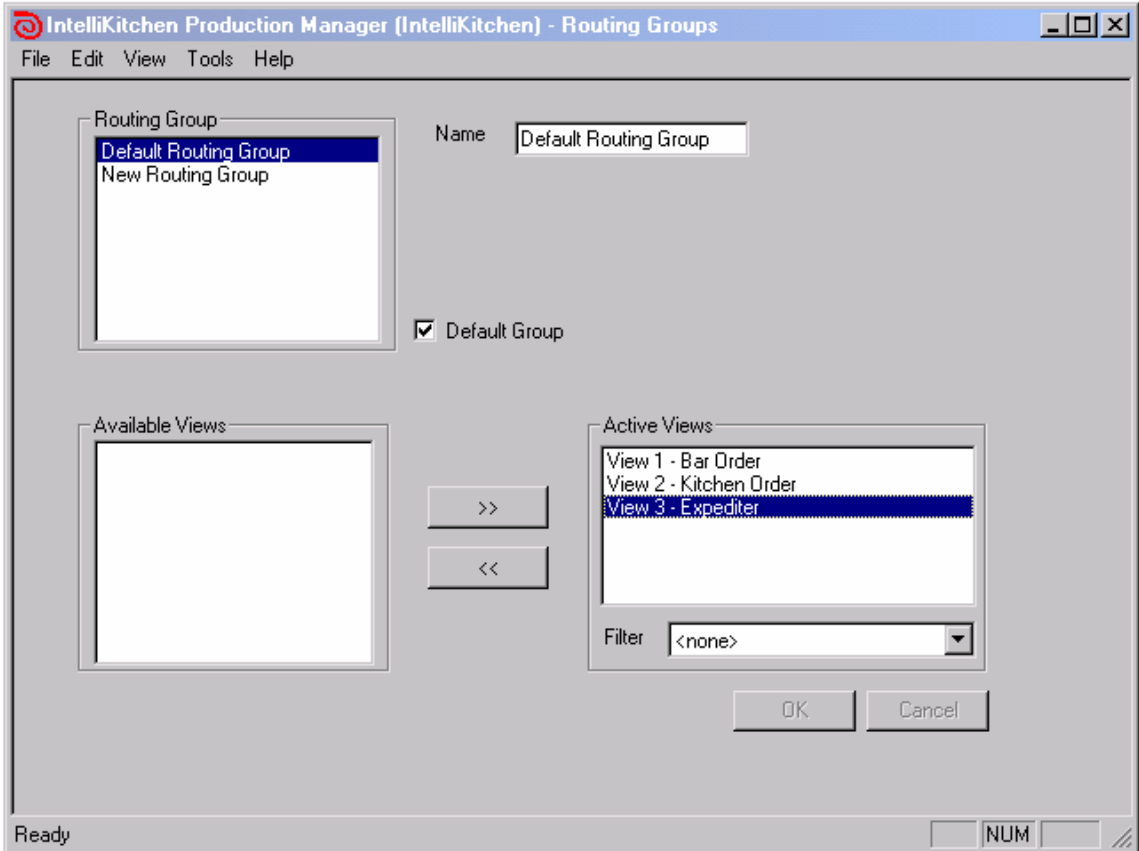 IntelliKitchen Production Manager (IntelliKitchen) - Routing Groups
File Edit View Tools Help
Routing Group
Default Routing Group
New Routing Group
Name Default Routing Group
Default Group
Available Views
>>
<<
Active Views
View 1 - Bar Order
View 2 - Kitchen Order
View 3 - Expediter
Filter <none>
OK Cancel
Ready NUM